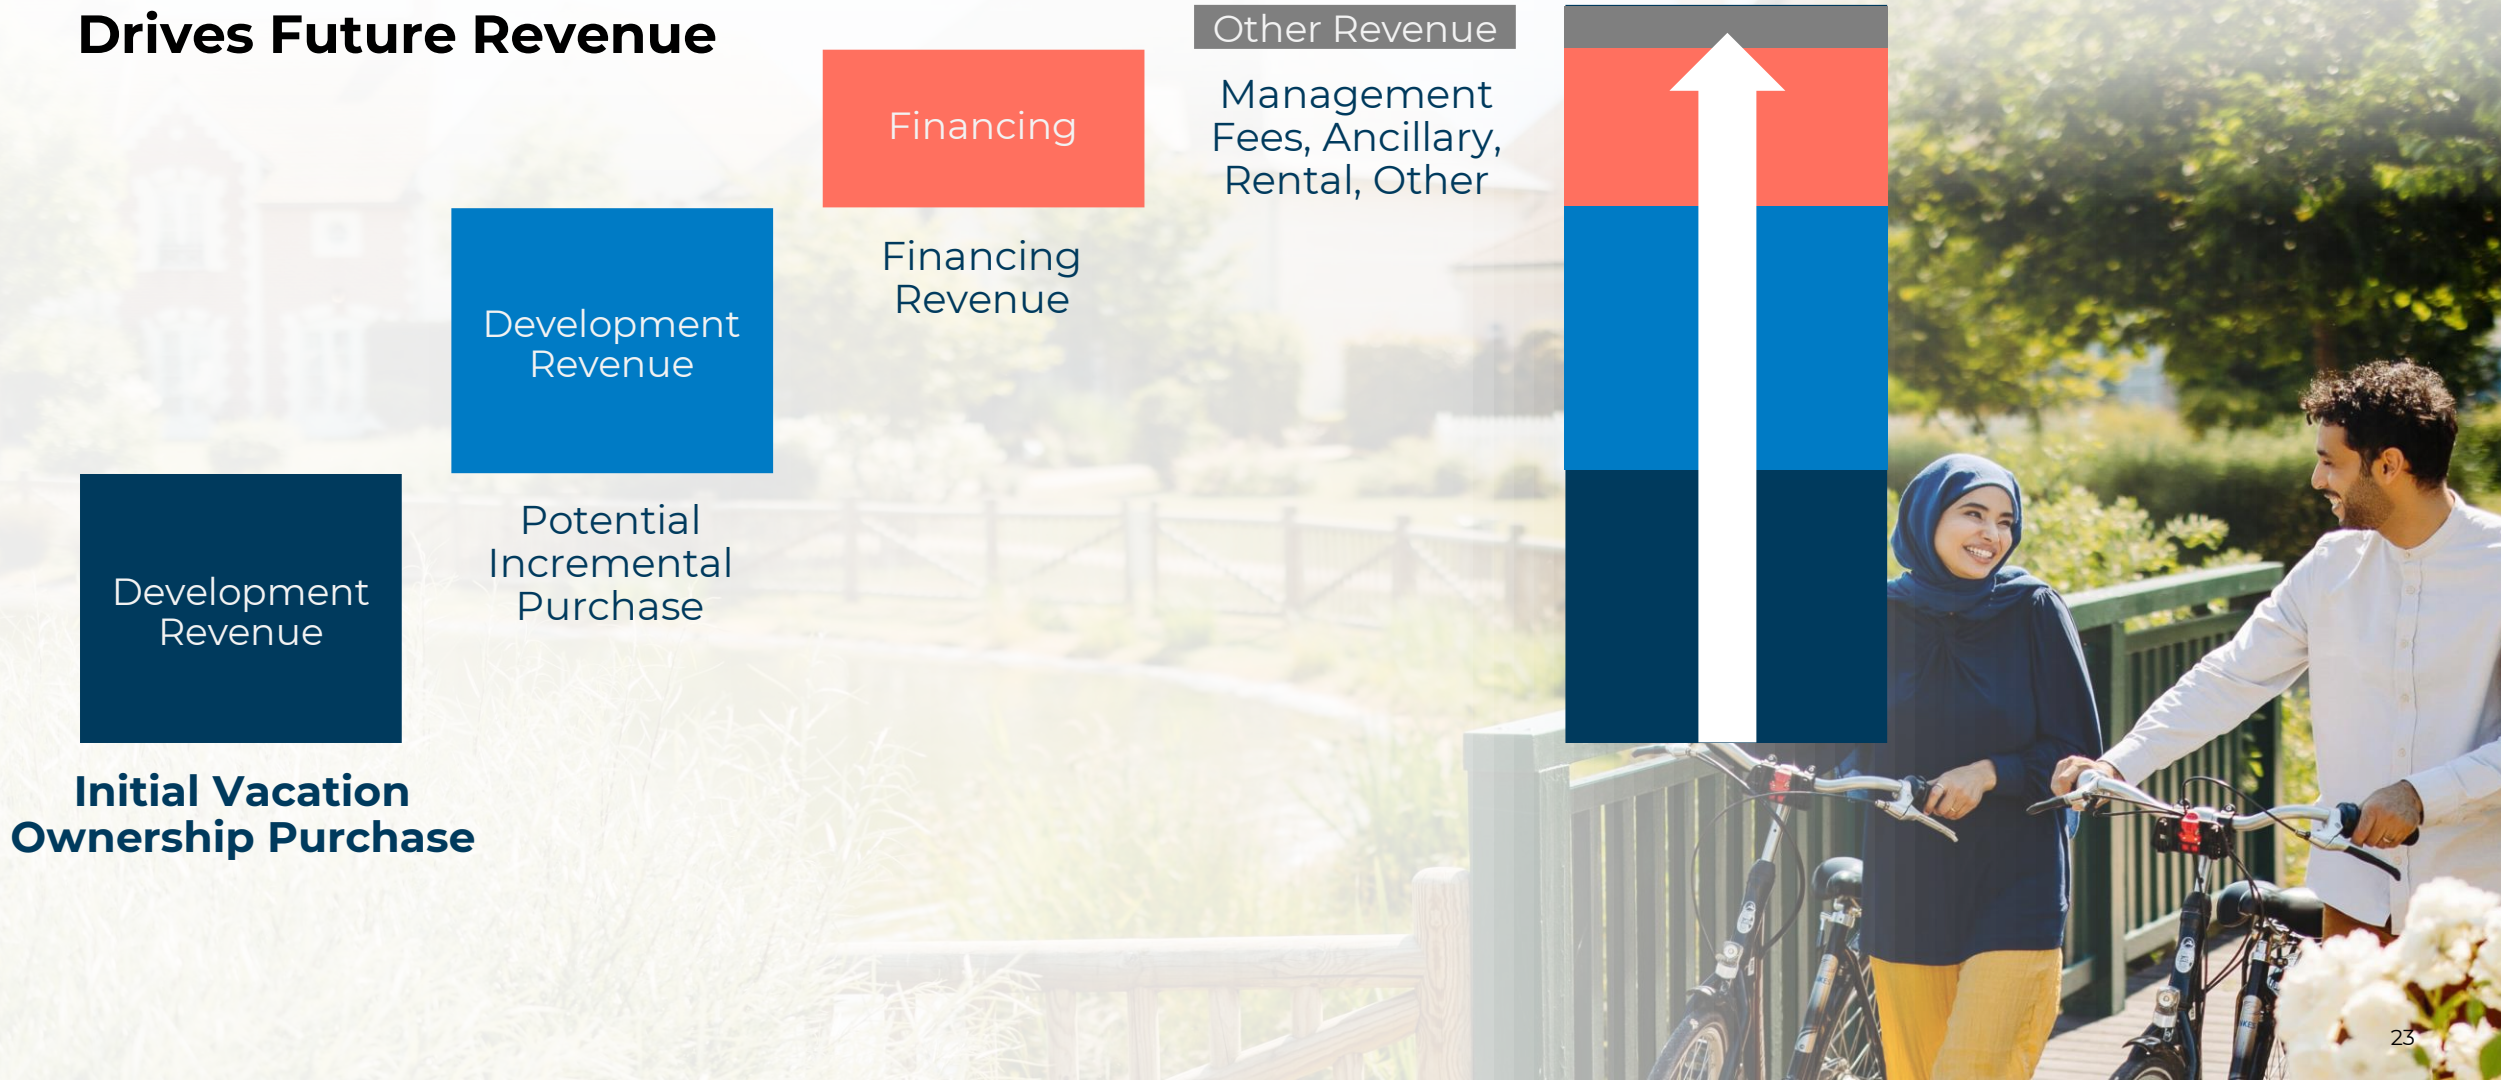 Drives Future Revenue
Other Revenue
Management
Fees, Ancillary,
Rental, Other
Financing
Financing
Revenue
Development
Revenue
Potential
Incremental
Purchase
Development
Revenue
Initial Vacation
Ownership Purchase
23